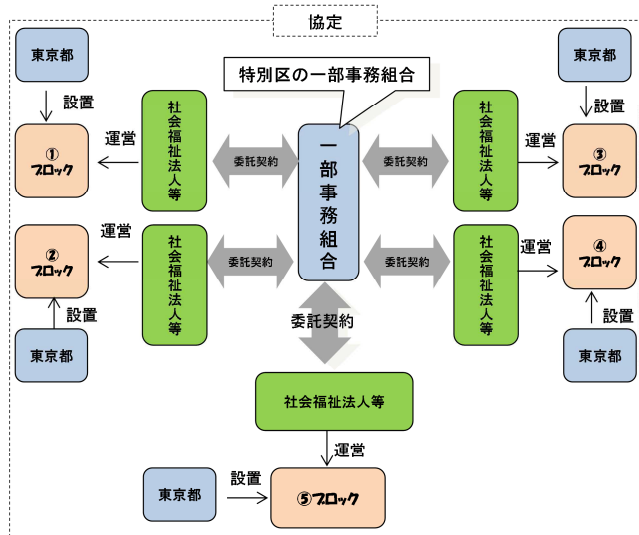 協定
東京都
設置
①
ブロック
運営
社会福祉法人等
委託契約
特別区の一部事務組合
一部事務組合
委託契約
社会福祉法人等
運営
東京都
設置
③
ブロック
②
ブロック
運営
設置
東京都
社会福祉法人等
委託契約
委託契約
社会福祉法人等
運営
④
ブロック
設置
東京都
委託契約
社会福祉法人等
運営
東京都
設置
⑤ブロック